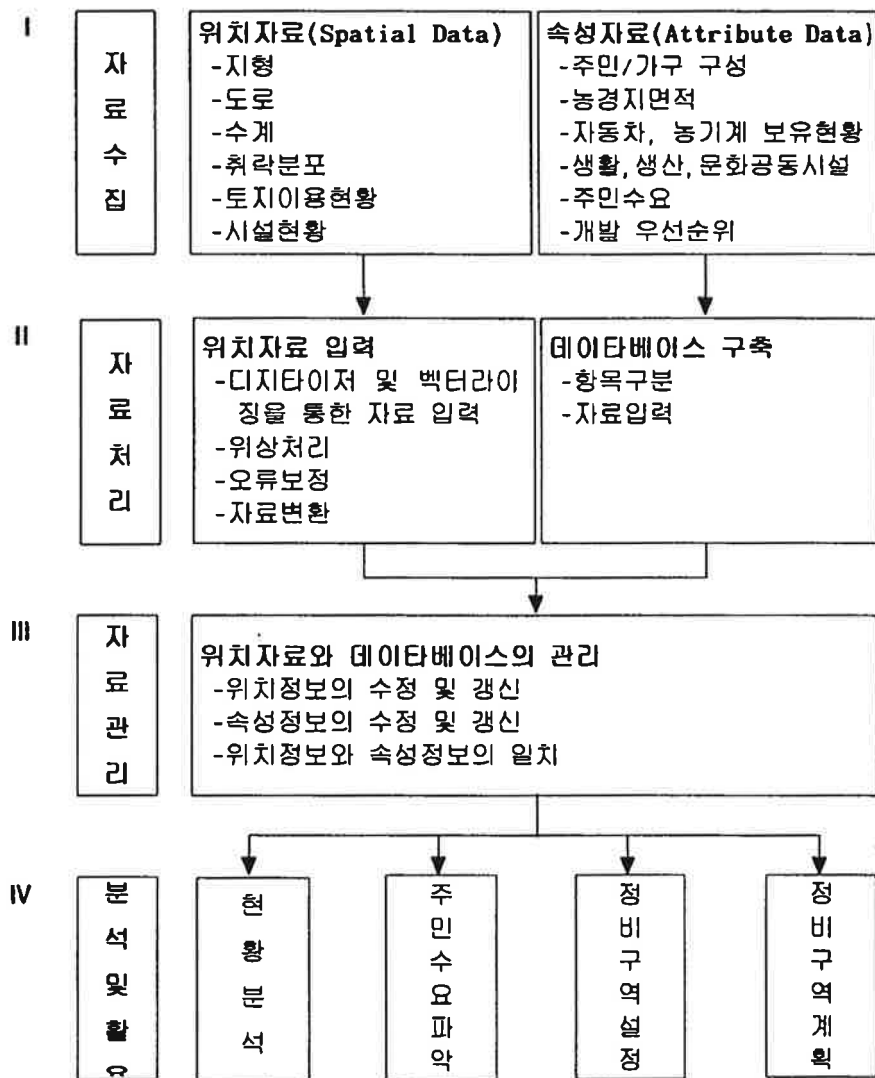 I
자료수집
위치자료(Spatial Data)
-지형
-도로
-수계
-취락분포
-토지이용현황
-시설현황
속성자료(Attribute Data)
-주민/가구 구성
-농경지면적
-자동차, 농기계 보유현황
-생활,생산,문화공동시설
-주민수요
-개발 우선순위
II
자료처리
위치자료 입력
-디지타이저 및 벡터라이
징을 통한 자료 입력
-위상처리
-오류보정
-자료변환
데이타베이스 구축
-항목구분
-자료입력
III
자료관리
위치자료와 데이타베이스의 관리
-위치정보의 수정 및 갱신
-속성정보의 수정 및 갱신
-위치정보와 속성정보의 일치
IV
분석및활용
현황분석
주민수요파악
정비구역설정
정비구역계획